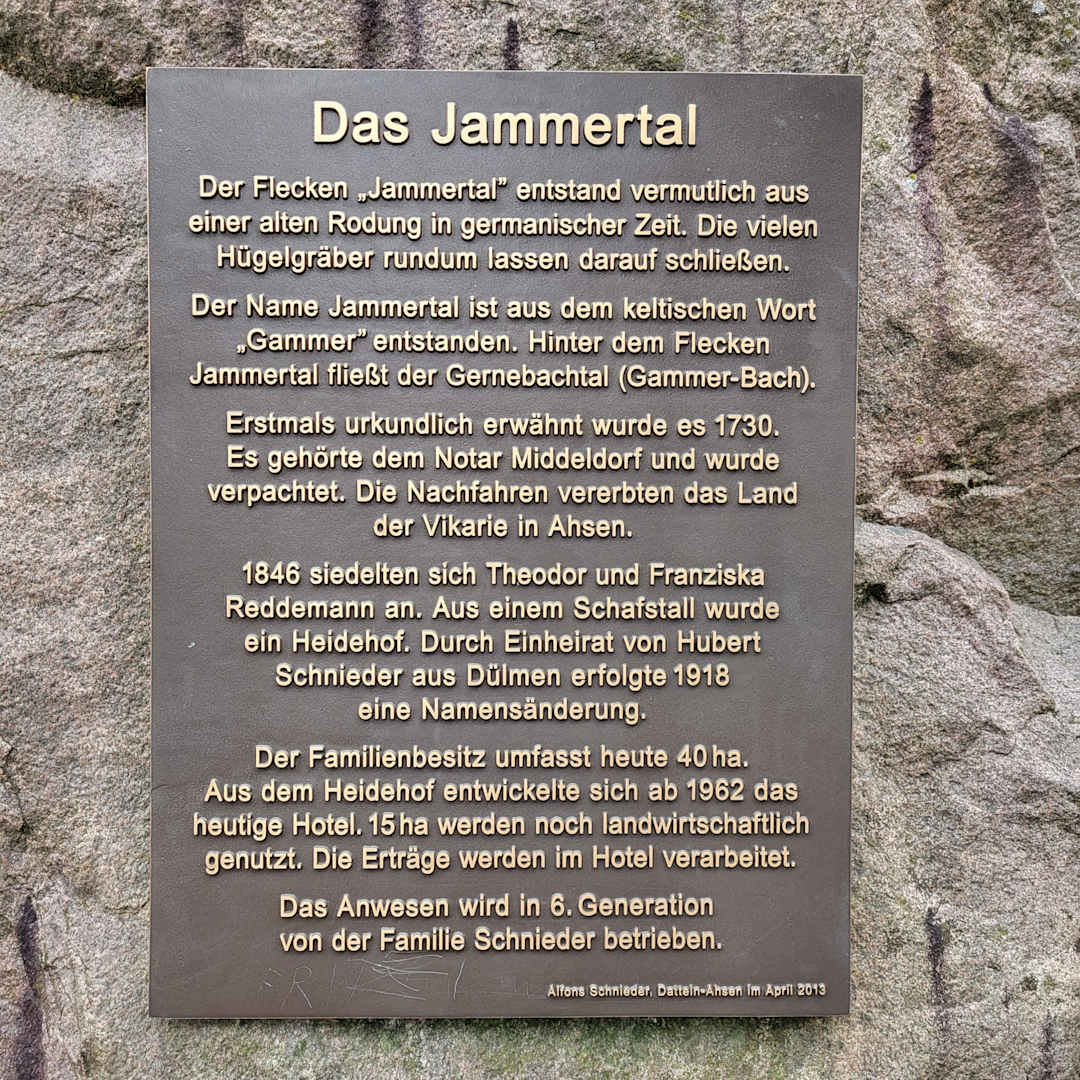 Das Jammertal
Der Flecken „Jammertal” entstand vermutlich aus
einer alten Rodung in germanischer Zeit. Die vielen
Hügelgräber rundum lassen darauf schließen.
Der Name Jammertal ist aus dem keltischen Wort
„Gammer” entstanden. Hinter dem Flecken
Jammertal fließt der Gernebachtal (Gammer-Bach).
Erstmals urkundlich erwähnt wurde es 1730.
Es gehörte dem Notar Middeldorf und wurde
verpachtet. Die Nachfahren vererbten das Land
der Vikarie in Ahsen.
1846 siedelten sich Theodor und Franziska
Reddemann an. Aus einem Schafstall wurde
ein Heidehof. Durch Einheirat von Hubert
Schnieder aus Dülmen erfolgte 1918
eine Namensänderung.
Der Familienbesitz umfasst heute 40 ha.
Aus dem Heidehof entwickelte sich ab 1962 das
heutige Hotel. 15 ha werden noch landwirtschaftlich
genutzt. Die Erträge werden im Hotel verarbeitet.
Das Anwesen wird in 6. Generation
von der Familie Schnieder betrieben.
Alfons Schnieder, Datteln-Ahsen im April 2013